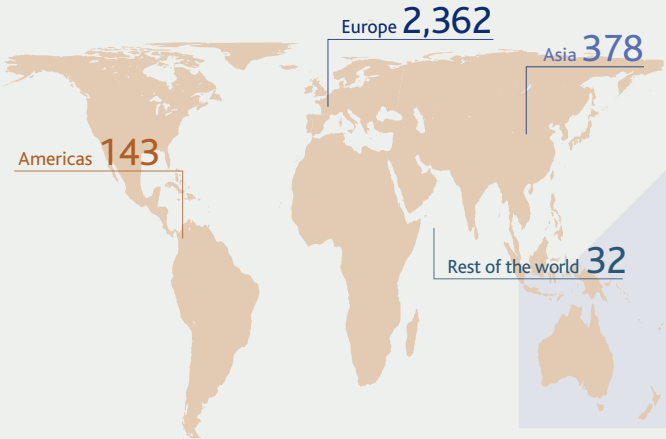 Europe 2,362
Asia 378
Americas 143
Rest of the world 32